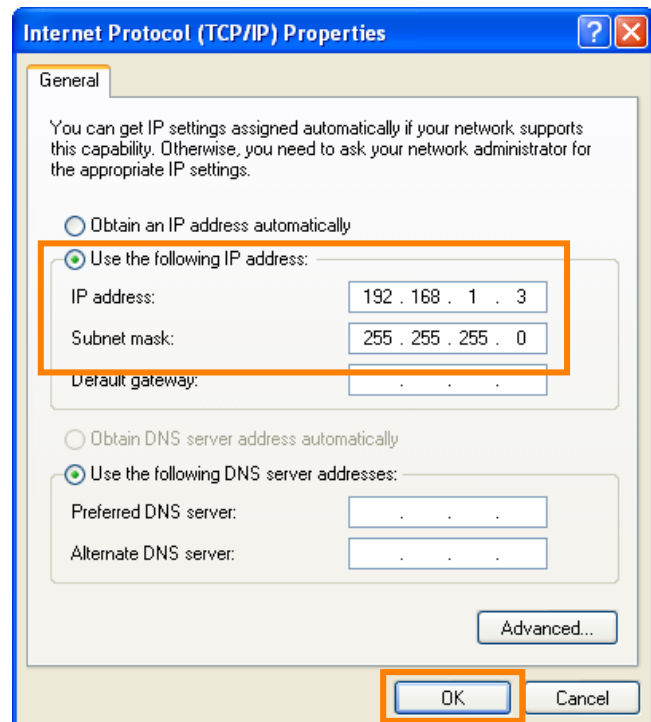 Internet Protocol (TCP/IP) Properties
General
You can get IP settings assigned automatically if your network supports
this capability. Otherwise, you need to ask your network administrator for
the appropriate IP settings.
Obtain an IP address automatically
Use the following IP address:
IP address: 192 . 168 . 1 . 3
Subnet mask: 255 . 255 . 255 . 0
Default gateway: . . .
Obtain DNS server address automatically
Use the following DNS server addresses:
Preferred DNS server: . . .
Alternate DNS server: . . .
Advanced...
OK Cancel